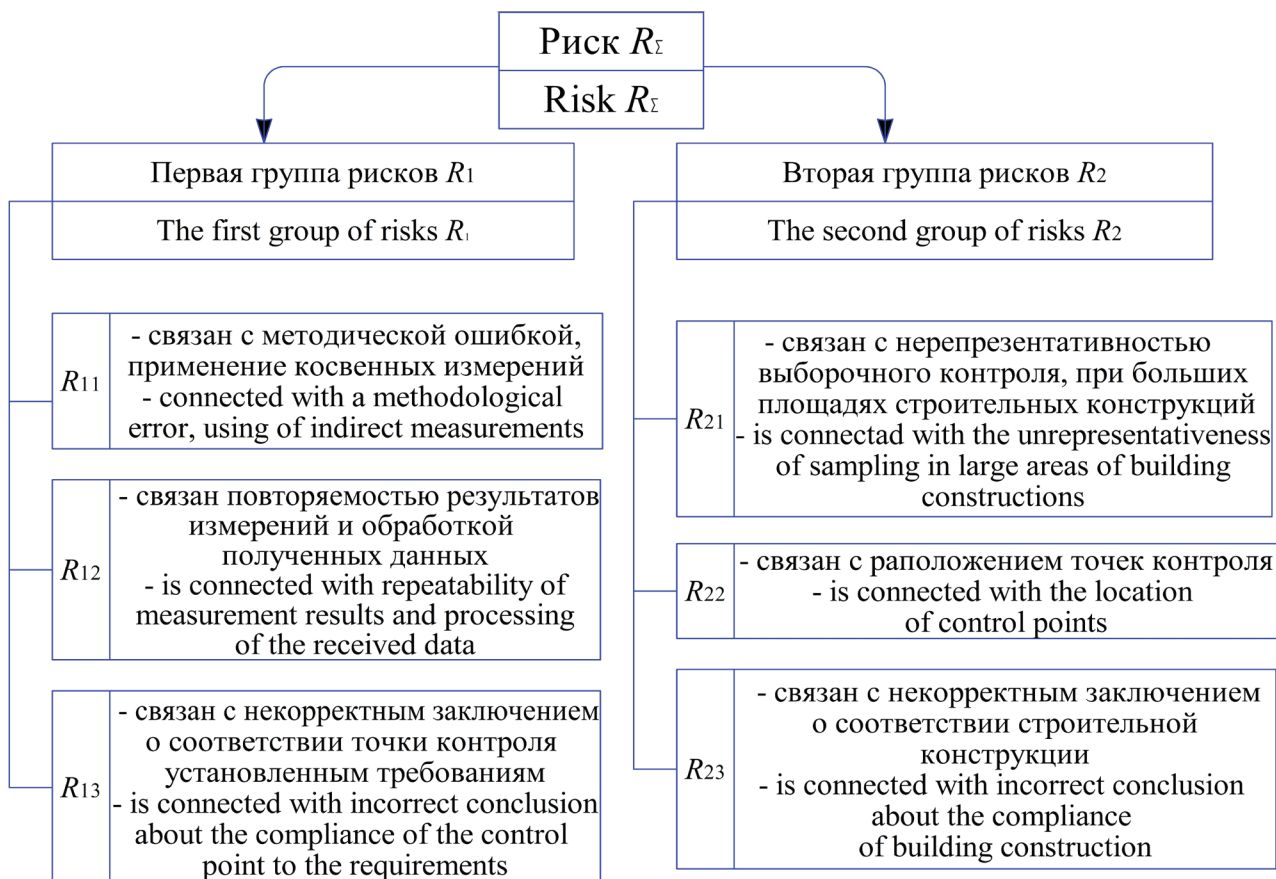 Риск RΣ
Risk RΣ
Первая группа рисков R1
The first group of risks R1
R11
- связан с методической ошибкой,
применение косвенных измерений
- connected with a methodological
error, using of indirect measurements
R12
- связан повторяемостью результатов
измерений и обработкой
полученных данных
- is connected with repeatability of
measurement results and processing
of the received data
R13
- связан с некорректным заключением
о соответствии точки контроля
установленным требованиям
- is connected with incorrect conclusion
about the compliance of the control
point to the requirements
Вторая группа рисков R2
The second group of risks R2
R21
- связан с нерепрезентативностью
выборочного контроля, при больших
площадях строительных конструкций
- is connectad with the unrepresentativeness
of sampling in large areas of building
constructions
R22
- связан с раположением точек контроля
- is connected with the location
of control points
R23
- связан с некорректным заключением
о соответствии строительной
конструкции
- is connected with incorrect conclusion
about the compliance
of building construction